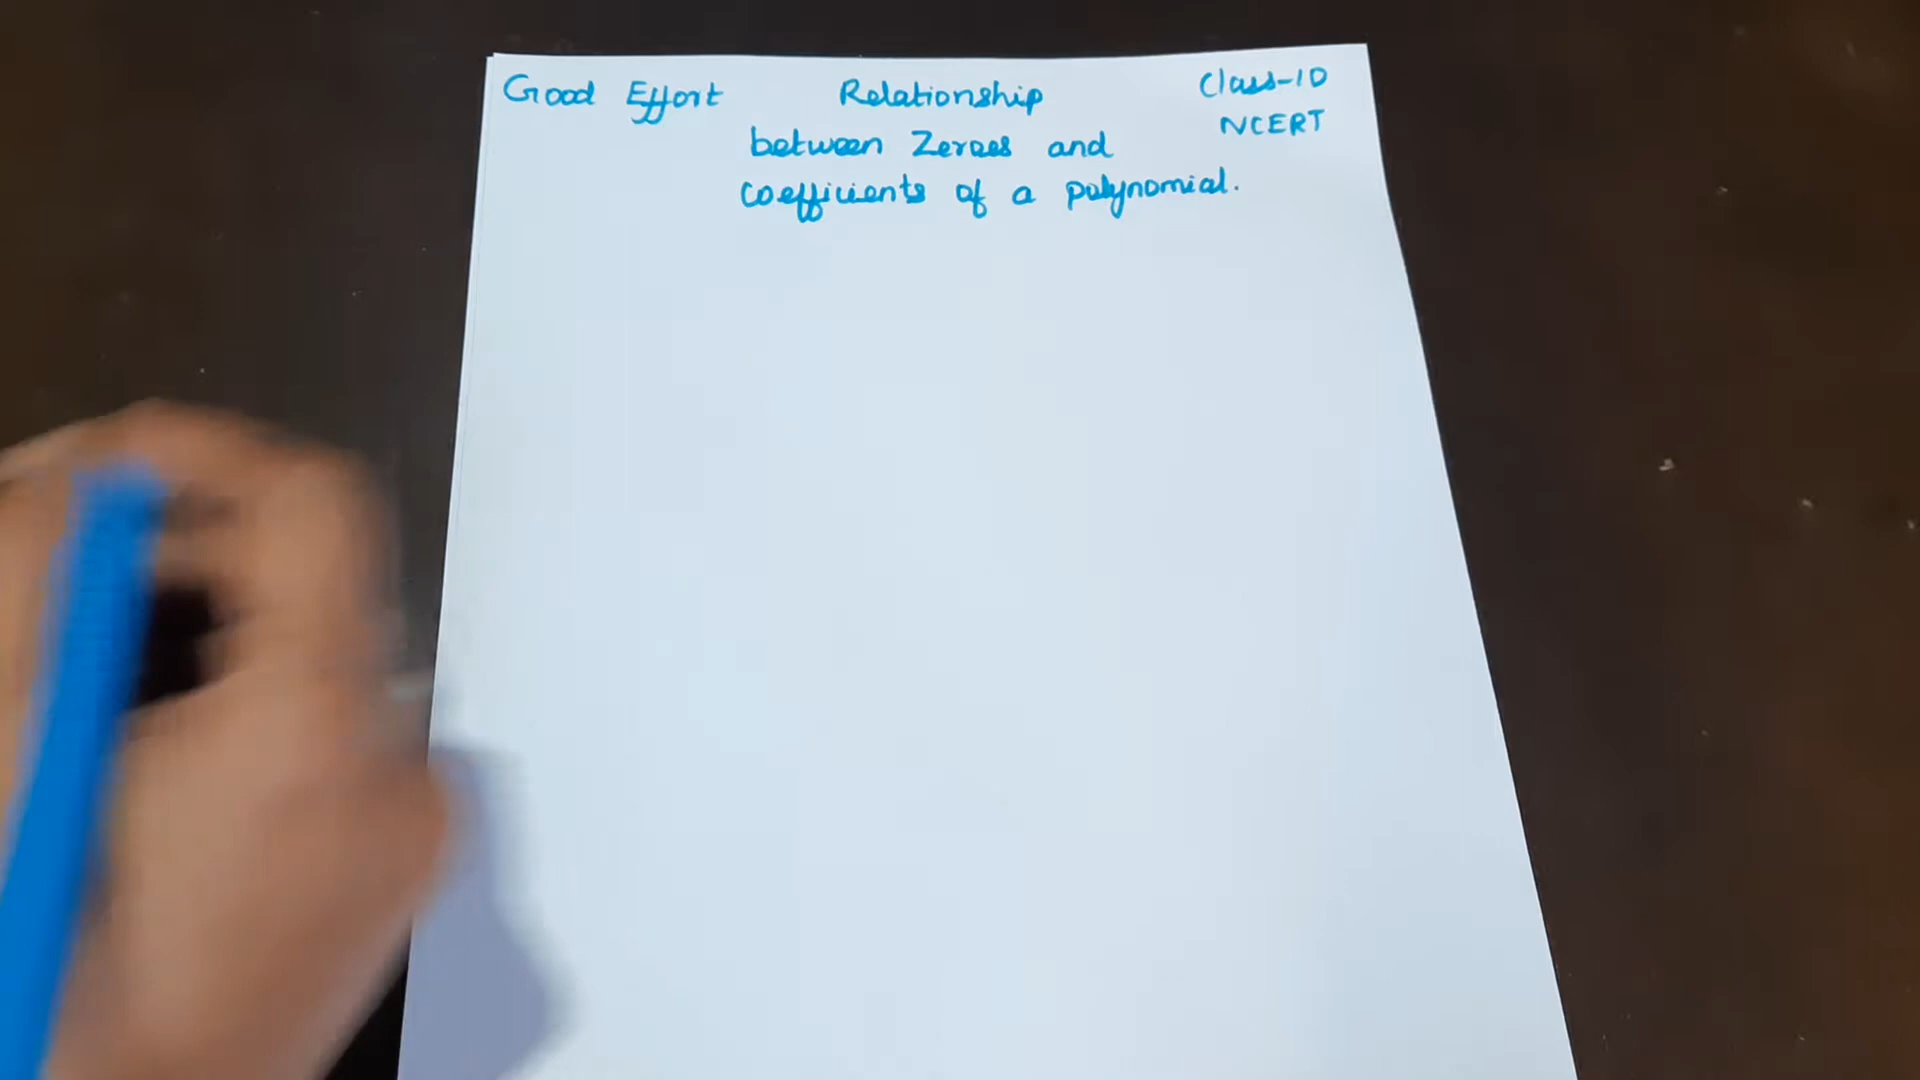 Good Effort
Relationship
between Zeroes and
coefficients of a polynomial.
Class-10
NCERT